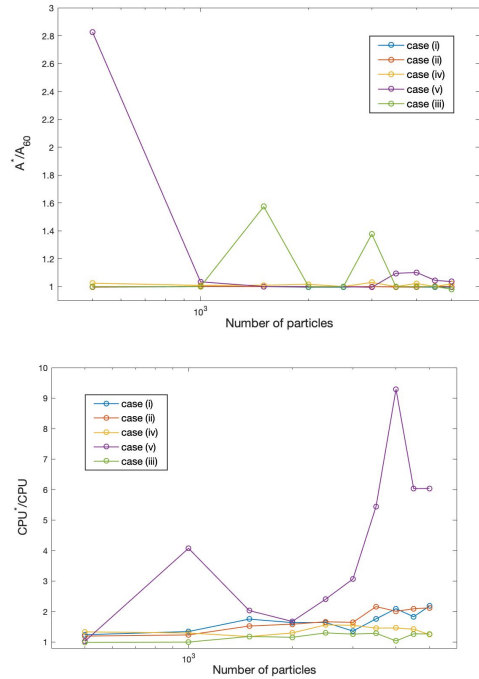 3
2.8
2.6
2.4
2.2
2
1.8
1.6
1.4
1.2
1
A*/A60
case (i)
case (ii)
case (iv)
case (v)
case (iii)
10³
Number of particles
10
9
8
7
6
5
4
3
2
1
CPU*/CPU
case (i)
case (ii)
case (iv)
case (v)
case (iii)
10³
Number of particles